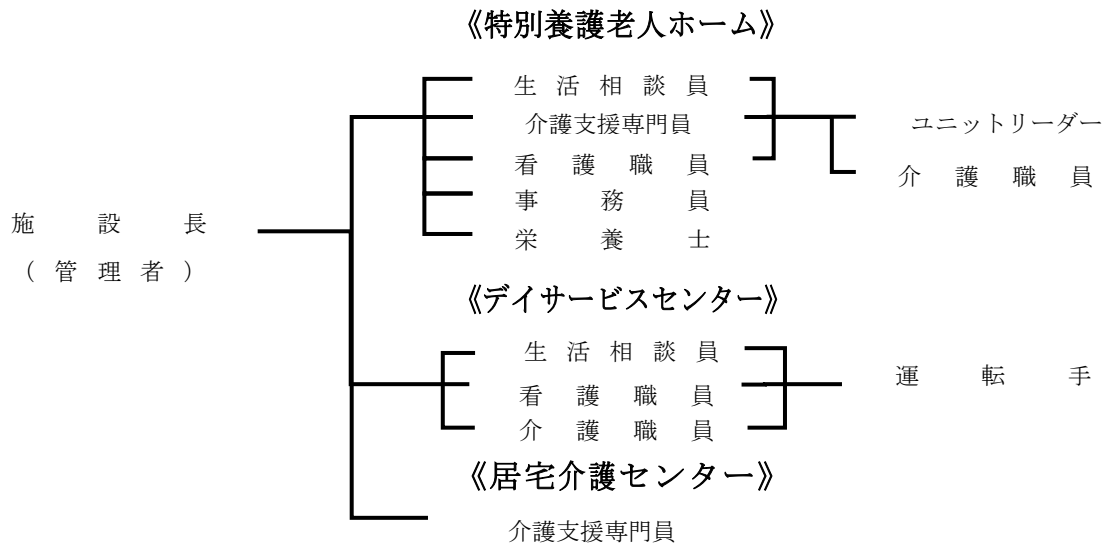 《特別養護老人ホーム》
生活相談員
介護支援専門員
ユニットリーダー
看護職員
介護職員
事務員
施設長
栄養士
(管理者)
《デイサービスセンター》
生活相談員
運転手
看護職員
介護職員
《居宅介護センター》
介護支援専門員